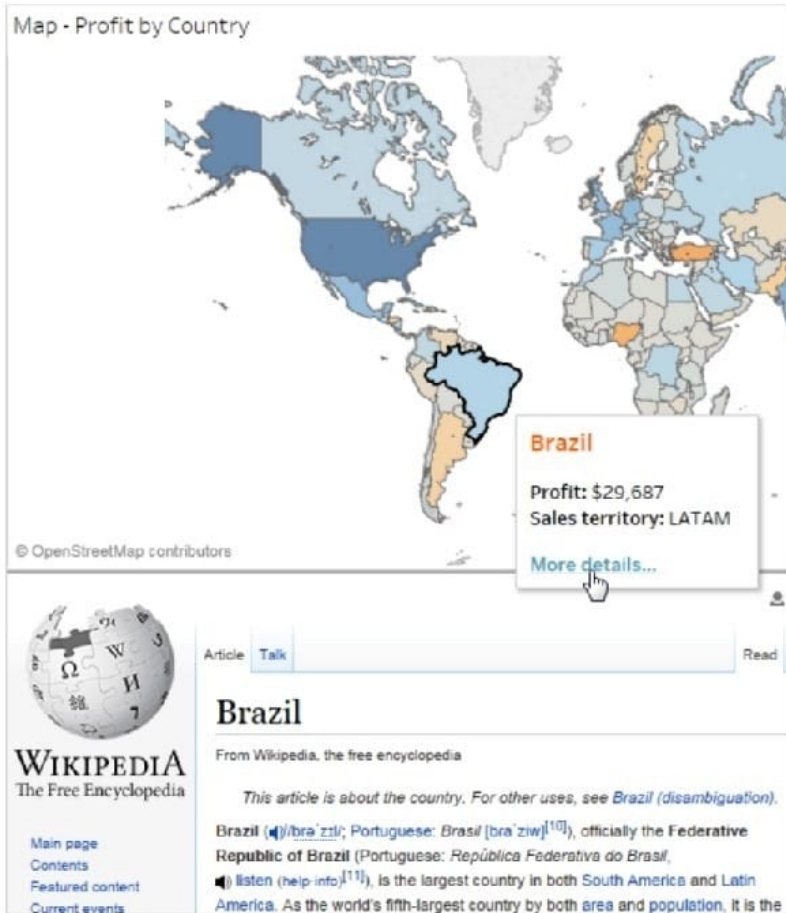 Map - Profit by Country
Brazil
Profit: $29,687
Sales territory: LATAM
More details...
© OpenStreetMap contributors
Article Talk Read
Brazil
WIKIPEDIA
The Free Encyclopedia
From Wikipedia, the free encyclopedia
This article is about the country. For other uses, see Brazil (disambiguation).
Brazil (/brəˈzɪl/; Portuguese: Brasil [bɾaˈziw][10]), officially the Federative
Republic of Brazil (Portuguese: República Federativa do Brasil,
listen (help·info)[11]), is the largest country in both South America and Latin
America. As the world's fifth-largest country by both area and population, it is the
Main page
Contents
Featured content
Current events